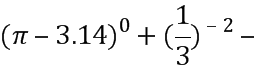 (π − 3.14)⁰ + (1/3)⁻² −